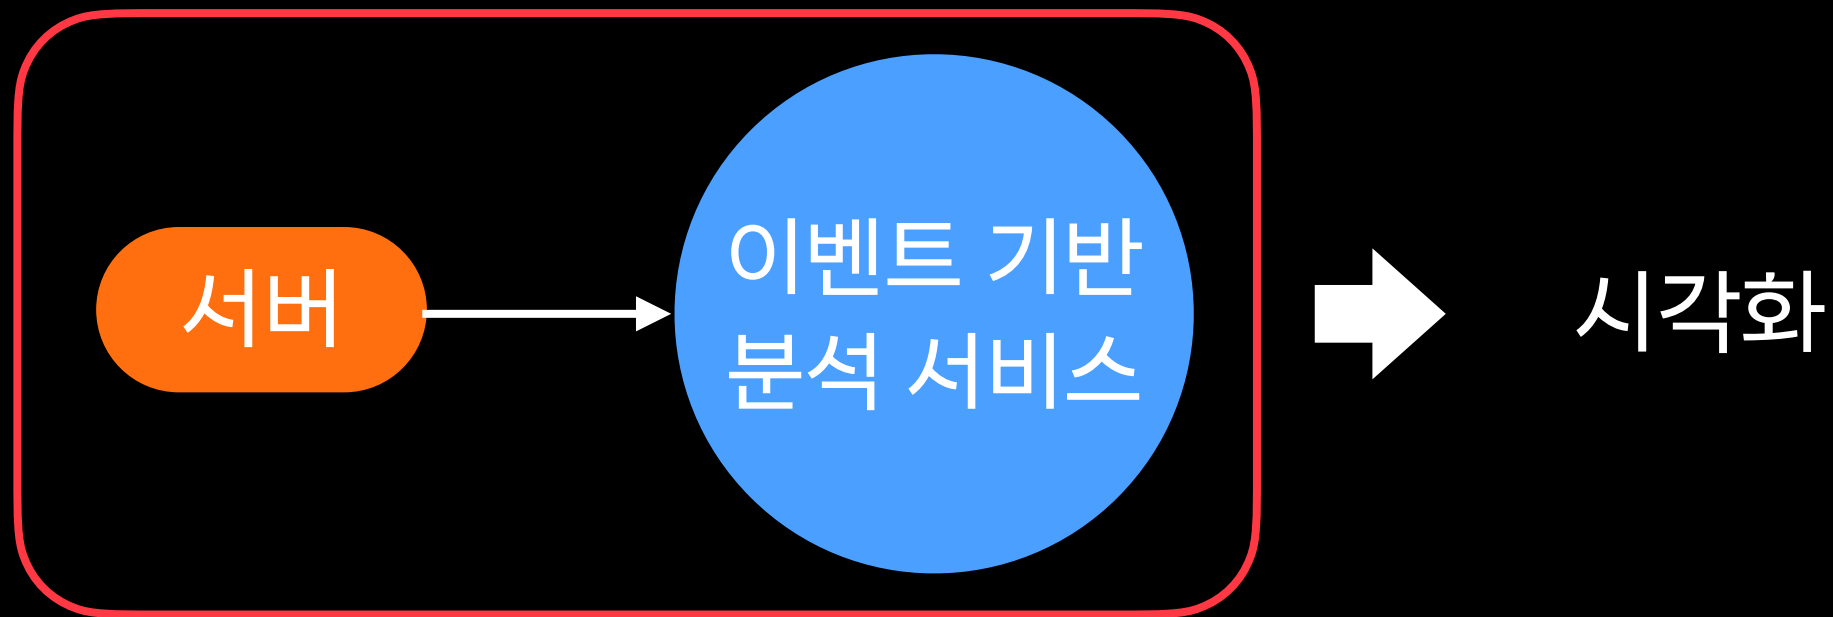 서버
이벤트 기반
분석 서비스
시각화